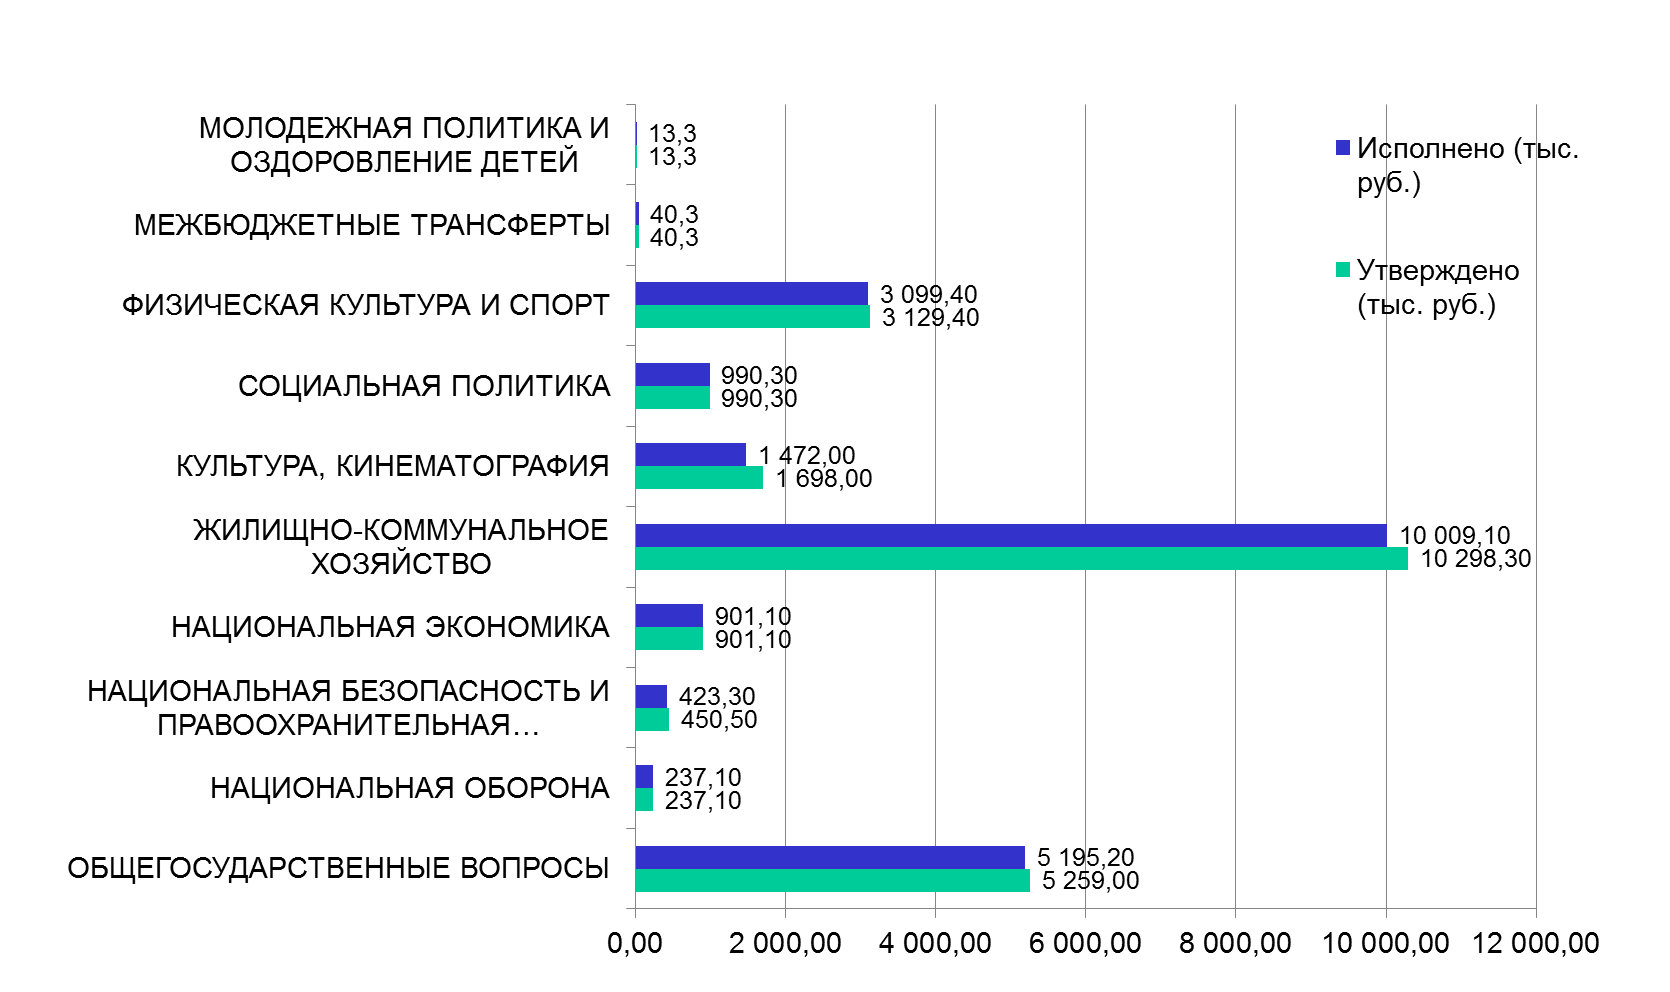 МОЛОДЕЖНАЯ ПОЛИТИКА И
ОЗДОРОВЛЕНИЕ ДЕТЕЙ
13,3
13,3
Исполнено (тыс.
руб.)
МЕЖБЮДЖЕТНЫЕ ТРАНСФЕРТЫ
40,3
40,3
Утверждено
(тыс. руб.)
ФИЗИЧЕСКАЯ КУЛЬТУРА И СПОРТ
3 099,40
3 129,40
СОЦИАЛЬНАЯ ПОЛИТИКА
990,30
990,30
КУЛЬТУРА, КИНЕМАТОГРАФИЯ
1 472,00
1 698,00
ЖИЛИЩНО-КОММУНАЛЬНОЕ
ХОЗЯЙСТВО
10 009,10
10 298,30
НАЦИОНАЛЬНАЯ ЭКОНОМИКА
901,10
901,10
НАЦИОНАЛЬНАЯ БЕЗОПАСНОСТЬ И
ПРАВООХРАНИТЕЛЬНАЯ…
423,30
450,50
НАЦИОНАЛЬНАЯ ОБОРОНА
237,10
237,10
ОБЩЕГОСУДАРСТВЕННЫЕ ВОПРОСЫ
5 195,20
5 259,00
0,00 2 000,00 4 000,00 6 000,00 8 000,00 10 000,00 12 000,00